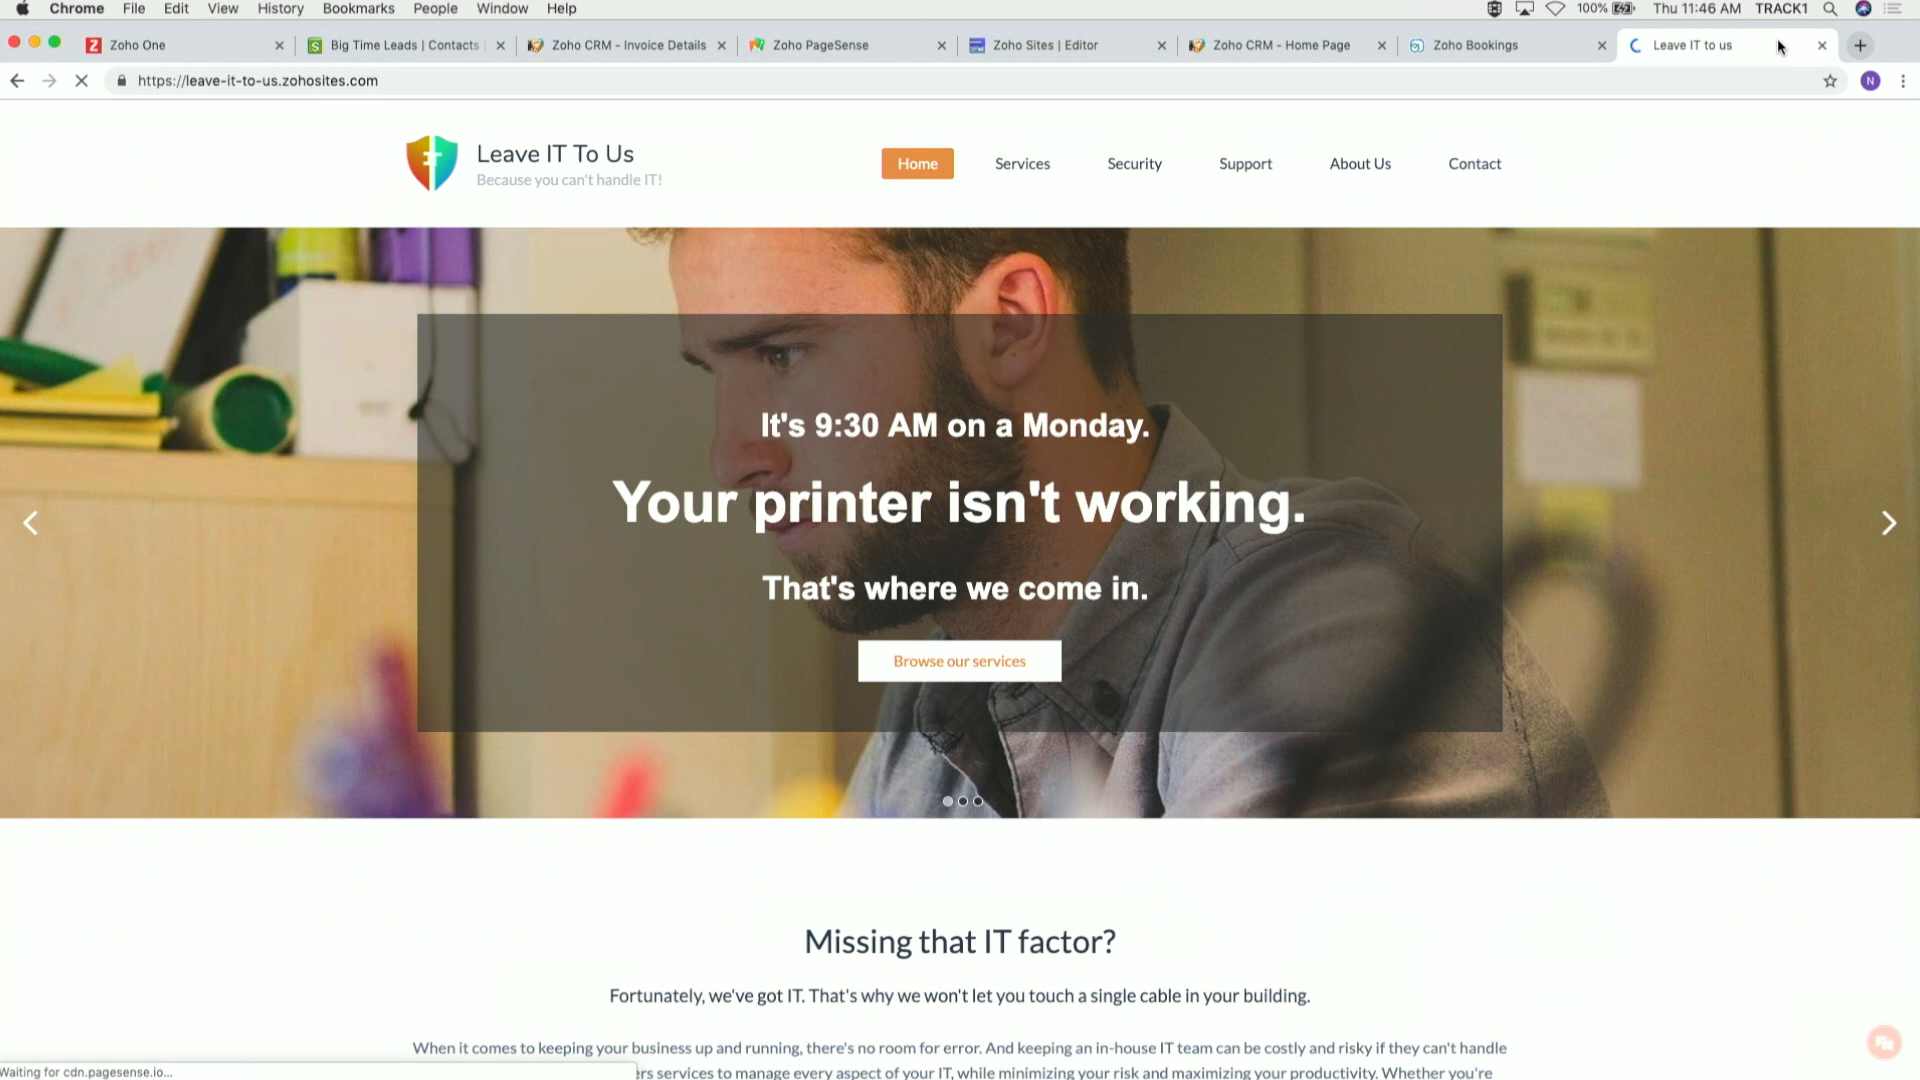 Chrome File Edit View History Bookmarks People Window Help 100% Thu 11:46 AM TRACK1
Zoho One Big Time Leads | Contacts Zoho CRM - Invoice Details Zoho PageSense Zoho Sites | Editor Zoho CRM - Home Page Zoho Bookings Leave IT to us
https://leave-it-to-us.zohosites.com N
Leave IT To Us
Because you can't handle IT!
Home Services Security Support About Us Contact
It's 9:30 AM on a Monday.
Your printer isn't working.
That's where we come in.
Browse our services
Missing that IT factor?
Fortunately, we've got IT. That's why we won't let you touch a single cable in your building.
When it comes to keeping your business up and running, there's no room for error. And keeping an in-house IT team can be costly and risky if they can't handle
ers services to manage every aspect of your IT, while minimizing your risk and maximizing your productivity. Whether you're
Waiting for cdn.pagesense.io...